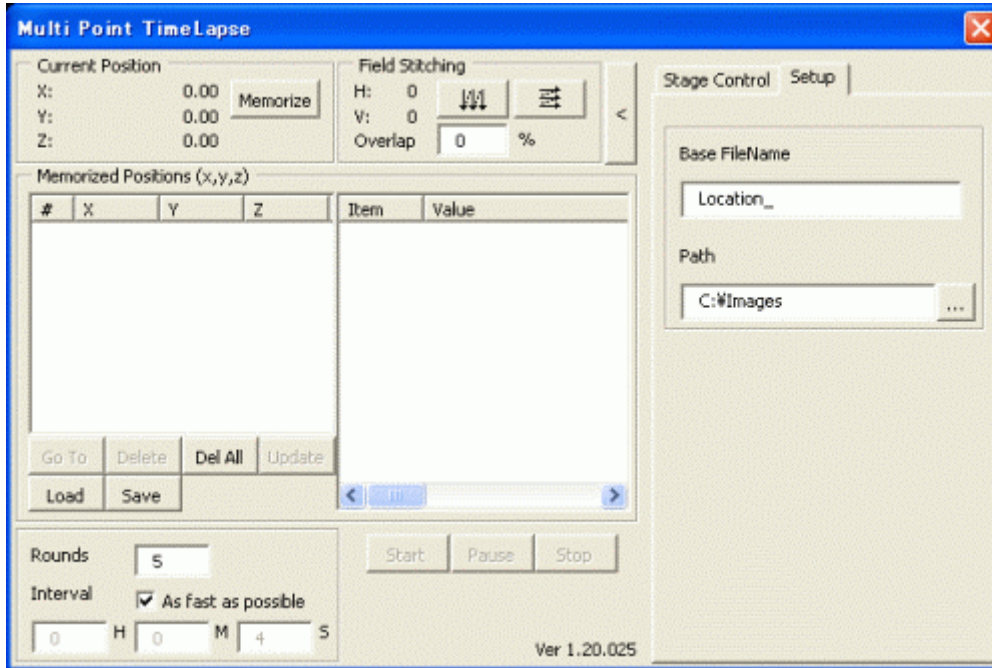 Multi Point TimeLapse
Current Position
X: 0.00
Y: 0.00
Z: 0.00
Memorize
Field Stitching
H: 0
V: 0
Overlap 0 %
<
Stage Control Setup
Base FileName
Location_
Path
C:¥Images ...
Memorized Positions (x,y,z)
# X Y Z
Item Value
Go To Delete Del All Update
Load Save
Rounds 5
Interval As fast as possible
0 H 0 M 4 S
Start Pause Stop
Ver 1.20.025